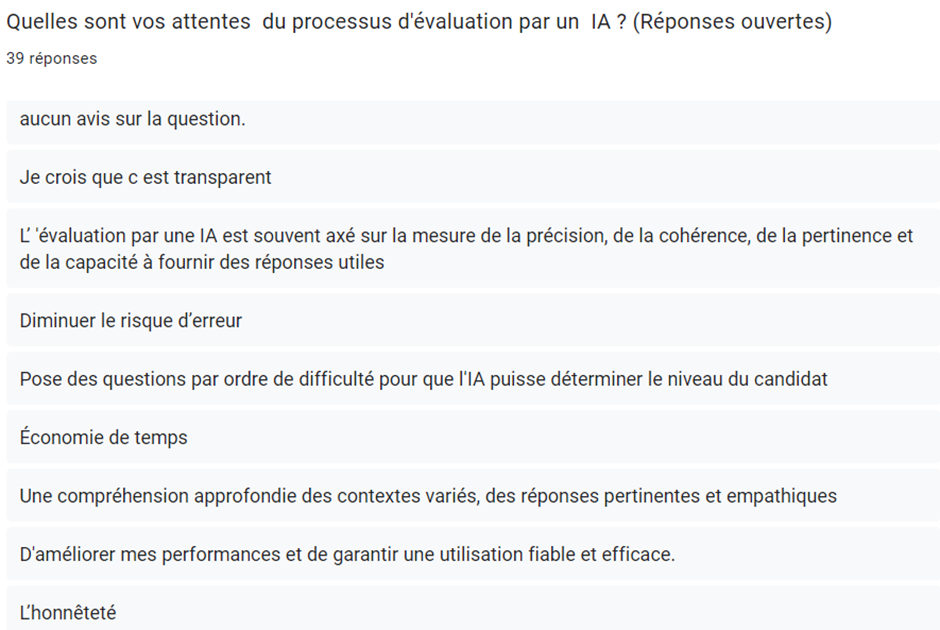 Quelles sont vos attentes  du processus d'évaluation par un  IA ? (Réponses ouvertes)
39 réponses
aucun avis sur la question.
Je crois que c est transparent
L’ 'évaluation par une IA est souvent axé sur la mesure de la précision, de la cohérence, de la pertinence et
de la capacité à fournir des réponses utiles
Diminuer le risque d’erreur
Pose des questions par ordre de difficulté pour que l'IA puisse déterminer le niveau du candidat
Économie de temps
Une compréhension approfondie des contextes variés, des réponses pertinentes et empathiques
D'améliorer mes performances et de garantir une utilisation fiable et efficace.
L’honnêteté